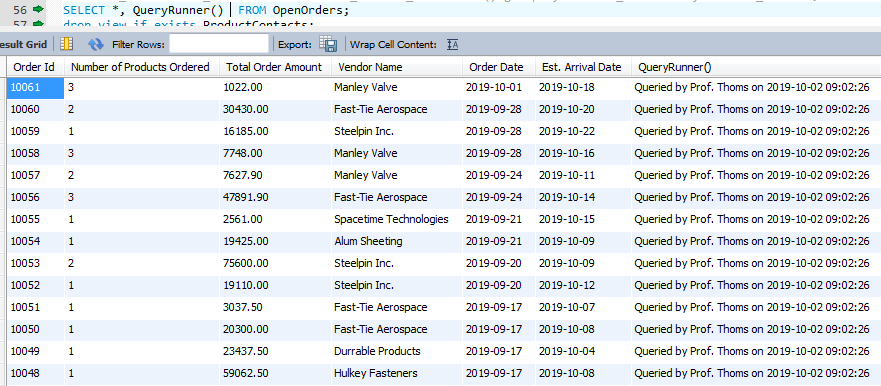 56 SELECT *, QueryRunner() FROM OpenOrders;
57 drop view if exists ProductContacts;
esult Grid Filter Rows: Export: Wrap Cell Content:
Order Id Number of Products Ordered Total Order Amount Vendor Name Order Date Est. Arrival Date QueryRunner()
10061 3 1022.00 Manley Valve 2019-10-01 2019-10-18 Queried by Prof. Thoms on 2019-10-02 09:02:26
10060 2 30430.00 Fast-Tie Aerospace 2019-09-28 2019-10-20 Queried by Prof. Thoms on 2019-10-02 09:02:26
10059 1 16185.00 Steelpin Inc. 2019-09-28 2019-10-22 Queried by Prof. Thoms on 2019-10-02 09:02:26
10058 3 7748.00 Manley Valve 2019-09-28 2019-10-16 Queried by Prof. Thoms on 2019-10-02 09:02:26
10057 2 7627.90 Manley Valve 2019-09-24 2019-10-11 Queried by Prof. Thoms on 2019-10-02 09:02:26
10056 3 47891.90 Fast-Tie Aerospace 2019-09-24 2019-10-14 Queried by Prof. Thoms on 2019-10-02 09:02:26
10055 1 2561.00 Spacetime Technologies 2019-09-21 2019-10-15 Queried by Prof. Thoms on 2019-10-02 09:02:26
10054 1 19425.00 Alum Sheeting 2019-09-21 2019-10-09 Queried by Prof. Thoms on 2019-10-02 09:02:26
10053 2 75600.00 Steelpin Inc. 2019-09-20 2019-10-09 Queried by Prof. Thoms on 2019-10-02 09:02:26
10052 1 19110.00 Steelpin Inc. 2019-09-20 2019-10-12 Queried by Prof. Thoms on 2019-10-02 09:02:26
10051 1 3037.50 Fast-Tie Aerospace 2019-09-17 2019-10-07 Queried by Prof. Thoms on 2019-10-02 09:02:26
10050 1 20300.00 Fast-Tie Aerospace 2019-09-17 2019-10-08 Queried by Prof. Thoms on 2019-10-02 09:02:26
10049 1 23437.50 Durrable Products 2019-09-17 2019-10-04 Queried by Prof. Thoms on 2019-10-02 09:02:26
10048 1 59062.50 Hulkey Fasteners 2019-09-17 2019-10-08 Queried by Prof. Thoms on 2019-10-02 09:02:26